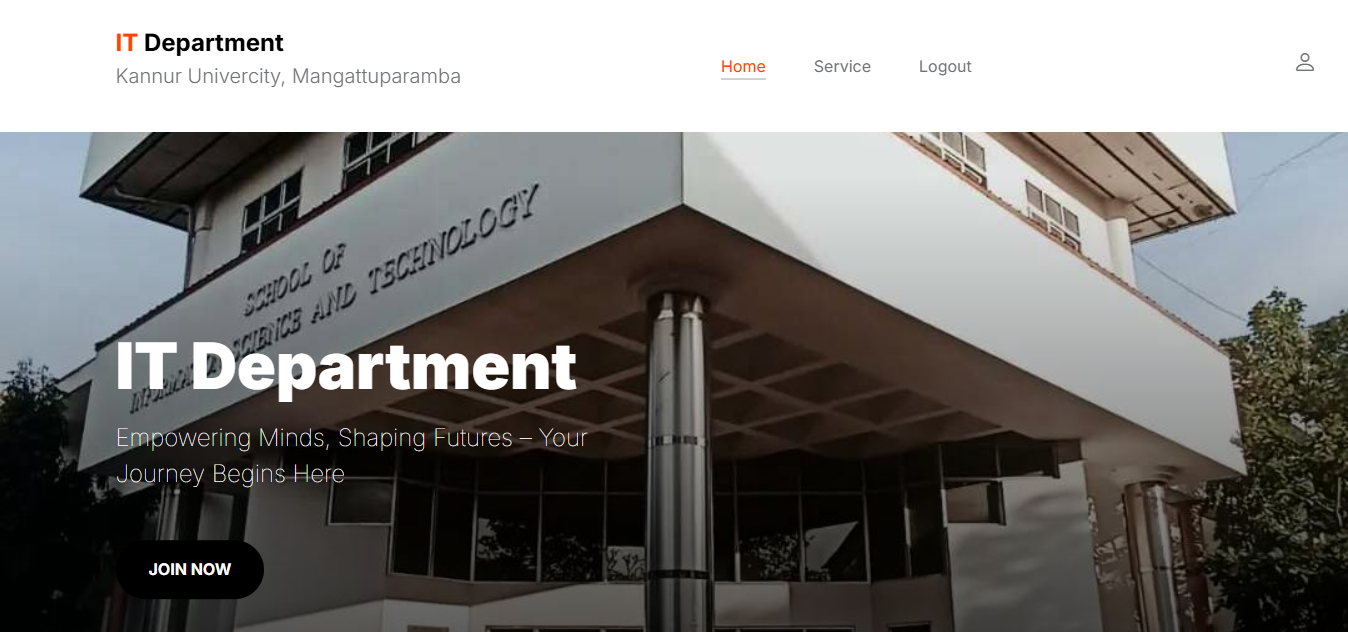 IT Department
Kannur Univercity, Mangattuparamba
Home Service Logout
SCHOOL OF
SCIENCE AND TECHNOLOGY
IT Department
Empowering Minds, Shaping Futures – Your
Journey Begins Here
JOIN NOW